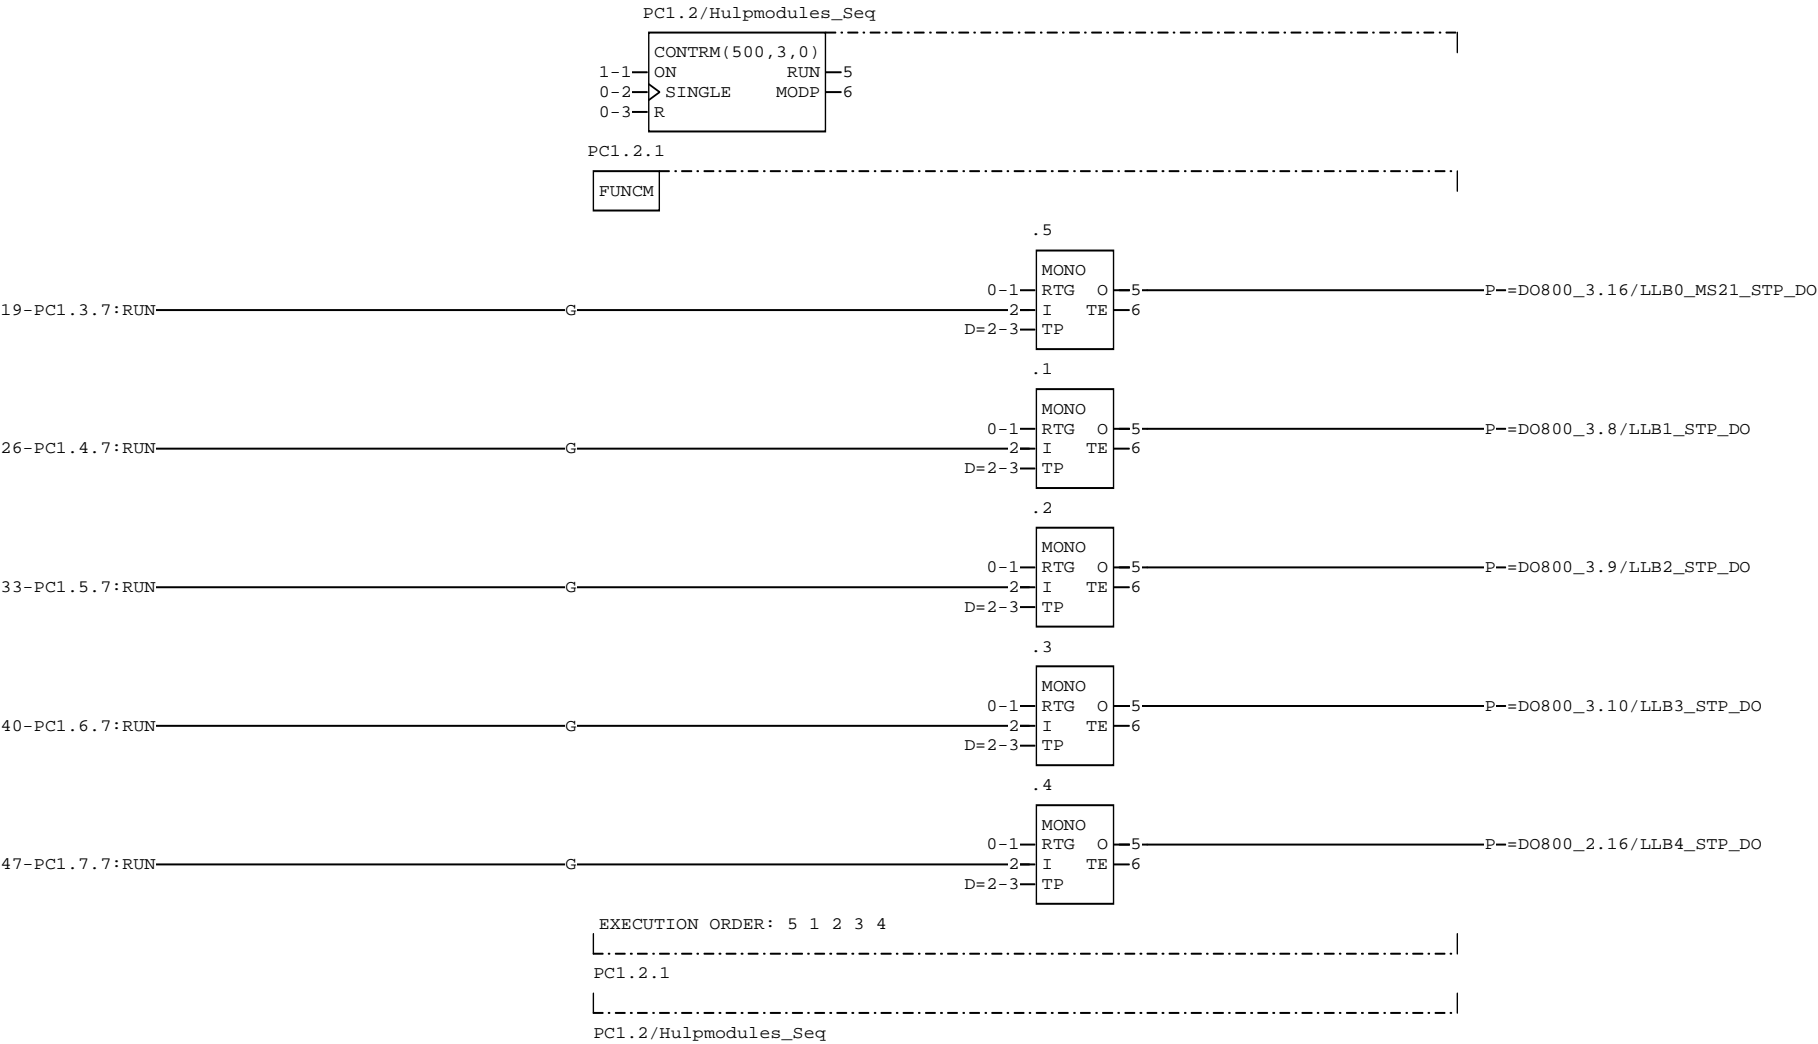 PC1.2/Hulpmodules_Seq
CONTRM(500,3,0)
1-1 ON RUN 5
0-2 SINGLE MODP 6
0-3 R
PC1.2.1
FUNCM
.5
MONO
0-1 RTG O 5 P-=DO800_3.16/LLB0_MS21_STP_DO
19-PC1.3.7:RUN G 2 I TE 6
D=2-3 TP
.1
MONO
0-1 RTG O 5 P-=DO800_3.8/LLB1_STP_DO
26-PC1.4.7:RUN G 2 I TE 6
D=2-3 TP
.2
MONO
0-1 RTG O 5 P-=DO800_3.9/LLB2_STP_DO
33-PC1.5.7:RUN G 2 I TE 6
D=2-3 TP
.3
MONO
0-1 RTG O 5 P-=DO800_3.10/LLB3_STP_DO
40-PC1.6.7:RUN G 2 I TE 6
D=2-3 TP
.4
MONO
0-1 RTG O 5 P-=DO800_2.16/LLB4_STP_DO
47-PC1.7.7:RUN G 2 I TE 6
D=2-3 TP
EXECUTION ORDER: 5 1 2 3 4
PC1.2.1
PC1.2/Hulpmodules_Seq